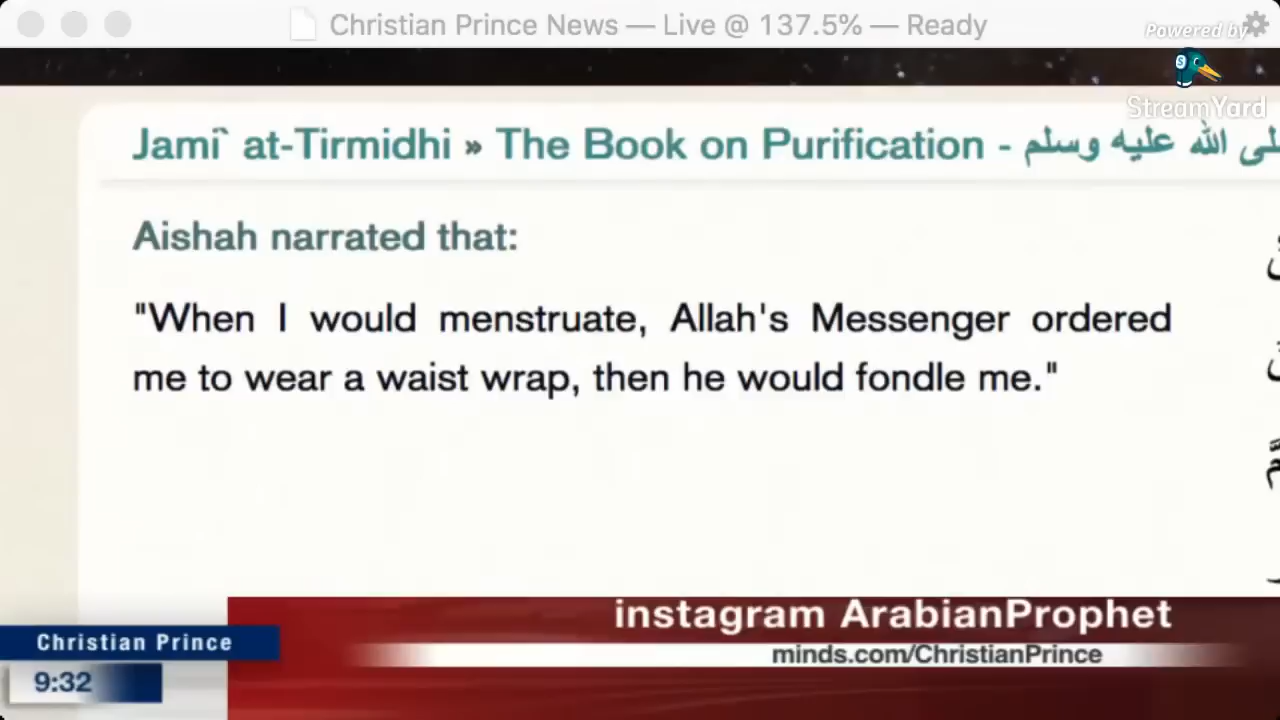 Christian Prince News — Live @ 137.5% — Ready
Powered by
StreamYard
Jami` at-Tirmidhi » The Book on Purification - لى الله عليه وسلم
Aishah narrated that:
"When I would menstruate, Allah's Messenger ordered
me to wear a waist wrap, then he would fondle me."
instagram ArabianProphet
Christian Prince
minds.com/ChristianPrince
9:32